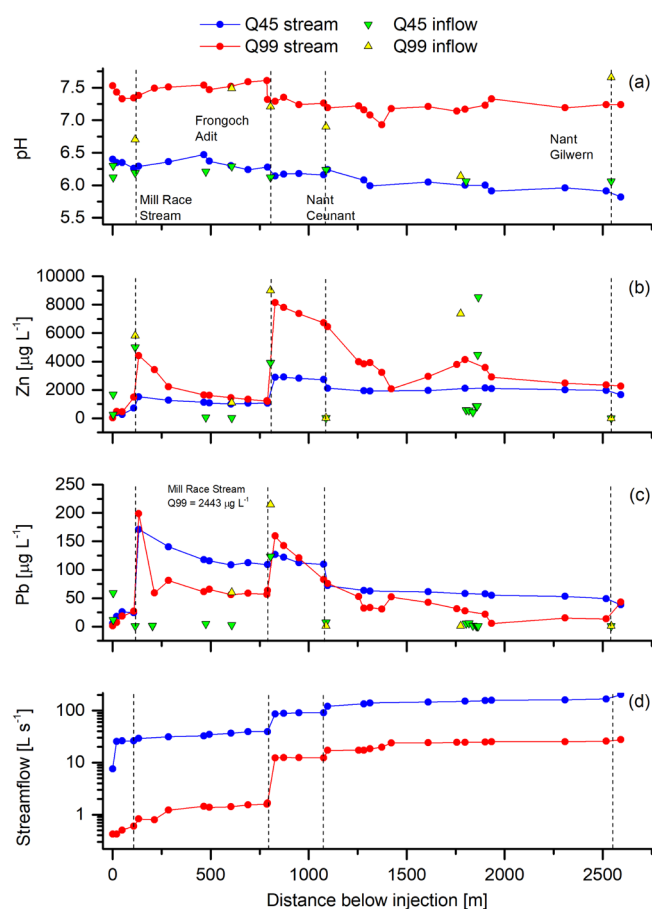 Q45 stream Q45 inflow
Q99 stream Q99 inflow
(a)
7.5
7.0
6.5
6.0
5.5
pH
Frongoch
Adit
Nant
Gilwern
Mill Race
Stream
Nant
Ceunant
(b)
10000
8000
6000
4000
2000
0
Zn [µg L⁻¹]
(c)
250
200
150
100
50
0
Pb [µg L⁻¹]
Mill Race Stream
Q99 = 2443 µg L⁻¹
(d)
100
10
1
Streamflow [L s⁻¹]
0 500 1000 1500 2000 2500
Distance below injection [m]